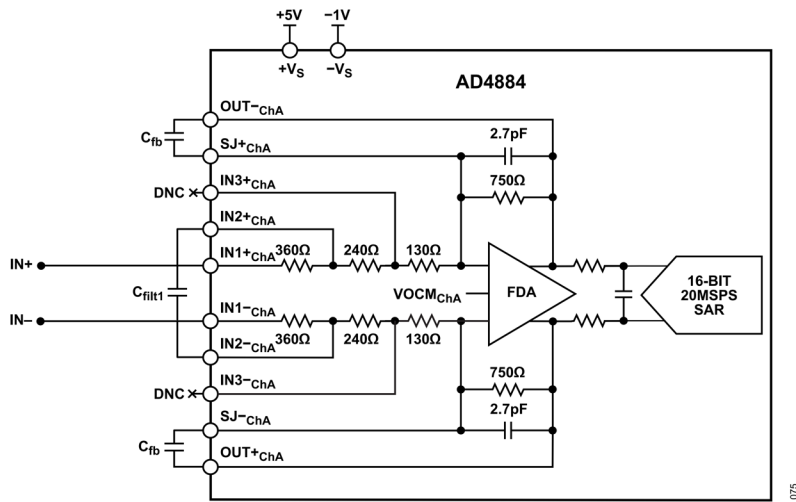 +5V
−1V
+VS
−VS
AD4884
OUT−ChA
Cfb
SJ+ChA
2.7pF
750Ω
DNC
IN3+ChA
IN2+ChA
IN+
IN1+ChA
360Ω
240Ω
130Ω
Cfilt1
VOCMChA
FDA
16-BIT
20MSPS
SAR
IN−
IN1−ChA
360Ω
240Ω
130Ω
IN2−ChA
DNC
IN3−ChA
750Ω
2.7pF
SJ−ChA
Cfb
OUT+ChA
075